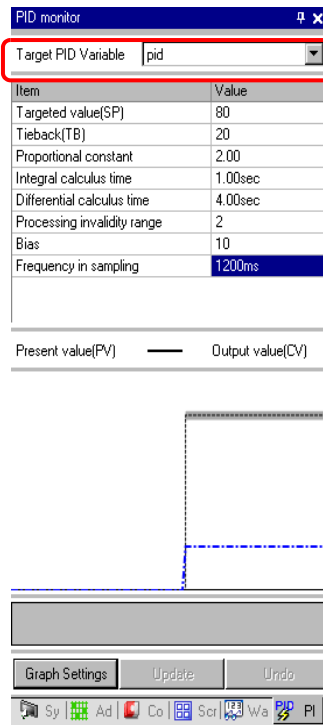 PID monitor
Target PID Variable pid
Item Value
Targeted value(SP) 80
Tieback(TB) 20
Proportional constant 2.00
Integral calculus time 1.00sec
Differential calculus time 4.00sec
Processing invalidity range 2
Bias 10
Frequency in sampling 1200ms
Present value(PV) Output value(CV)
Graph Settings Update Undo
Sy Ad Co Scr 123 Wa PID PI